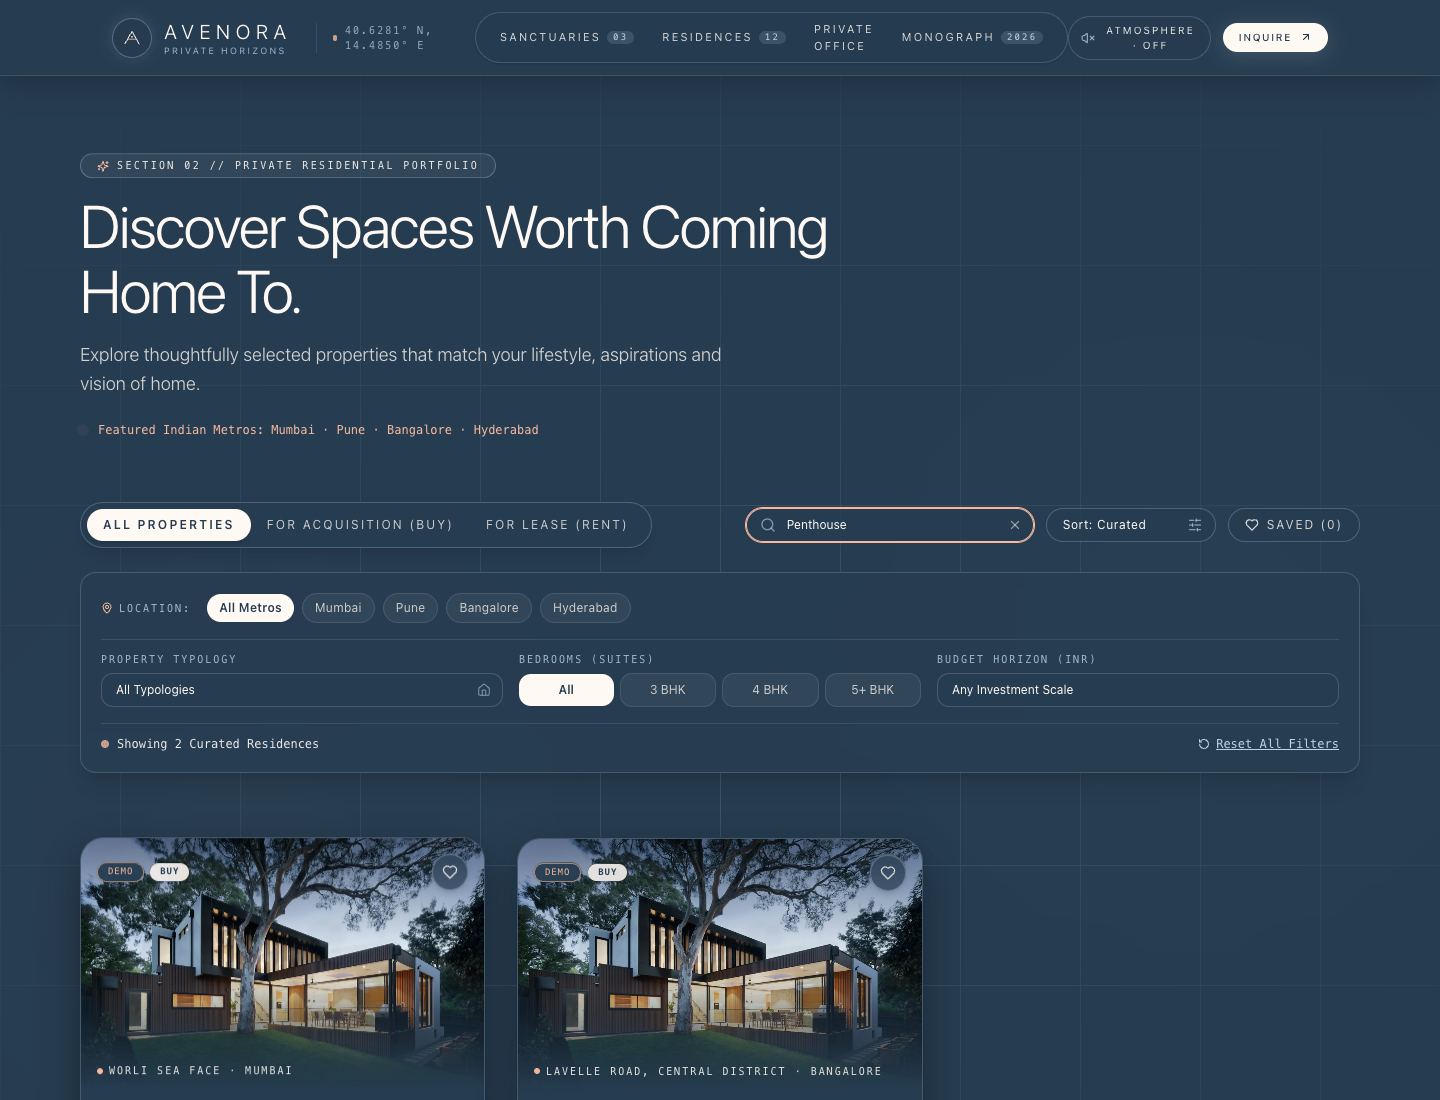 AVENORA
PRIVATE HORIZONS
40.6281° N,
14.4850° E
SANCTUARIES 03
RESIDENCES 12
PRIVATE
OFFICE
MONOGRAPH 2026
ATMOSPHERE
· OFF
INQUIRE
SECTION 02 // PRIVATE RESIDENTIAL PORTFOLIO
Discover Spaces Worth Coming
Home To.
Explore thoughtfully selected properties that match your lifestyle, aspirations and
vision of home.
Featured Indian Metros: Mumbai · Pune · Bangalore · Hyderabad
ALL PROPERTIES FOR ACQUISITION (BUY) FOR LEASE (RENT)
Penthouse
Sort: Curated
SAVED (0)
LOCATION: All Metros Mumbai Pune Bangalore Hyderabad
PROPERTY TYPOLOGY
All Typologies
BEDROOMS (SUITES)
All 3 BHK 4 BHK 5+ BHK
BUDGET HORIZON (INR)
Any Investment Scale
Showing 2 Curated Residences
Reset All Filters
DEMO BUY
WORLI SEA FACE · MUMBAI
DEMO BUY
LAVELLE ROAD, CENTRAL DISTRICT · BANGALORE